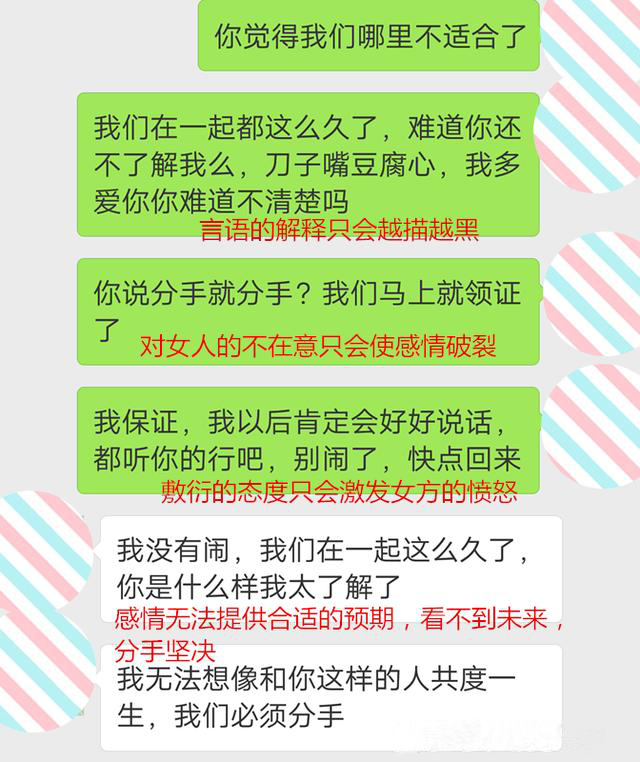 你觉得我们哪里不适合了
我们在一起都这么久了，难道你还
不了解我么，刀子嘴豆腐心，我多
爱你你难道不清楚吗
言语的解释只会越描越黑
你说分手就分手？我们马上就领证
了
对女人的不在意只会使感情破裂
我保证，我以后肯定会好好说话，
都听你的行吧，别闹了，快点回来
敷衍的态度只会激发女方的愤怒
我没有闹，我们在一起这么久了，
你是什么样我太了解了
感情无法提供合适的预期，看不到未来，
分手坚决
我无法想像和你这样的人共度一
生，我们必须分手